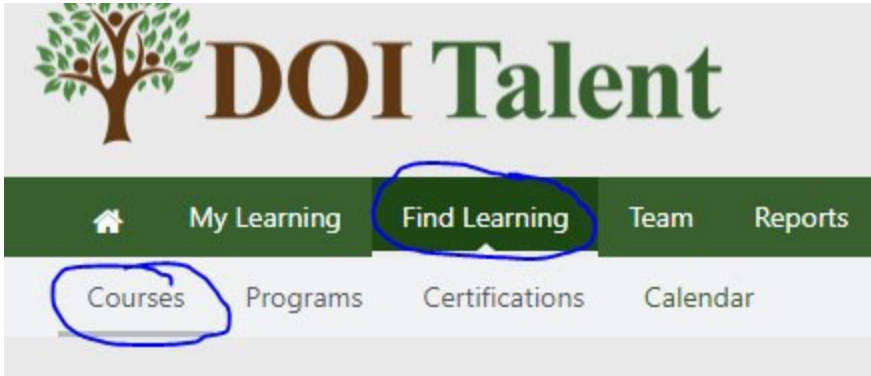 DOI Talent
My Learning Find Learning Team Reports
Courses Programs Certifications Calendar